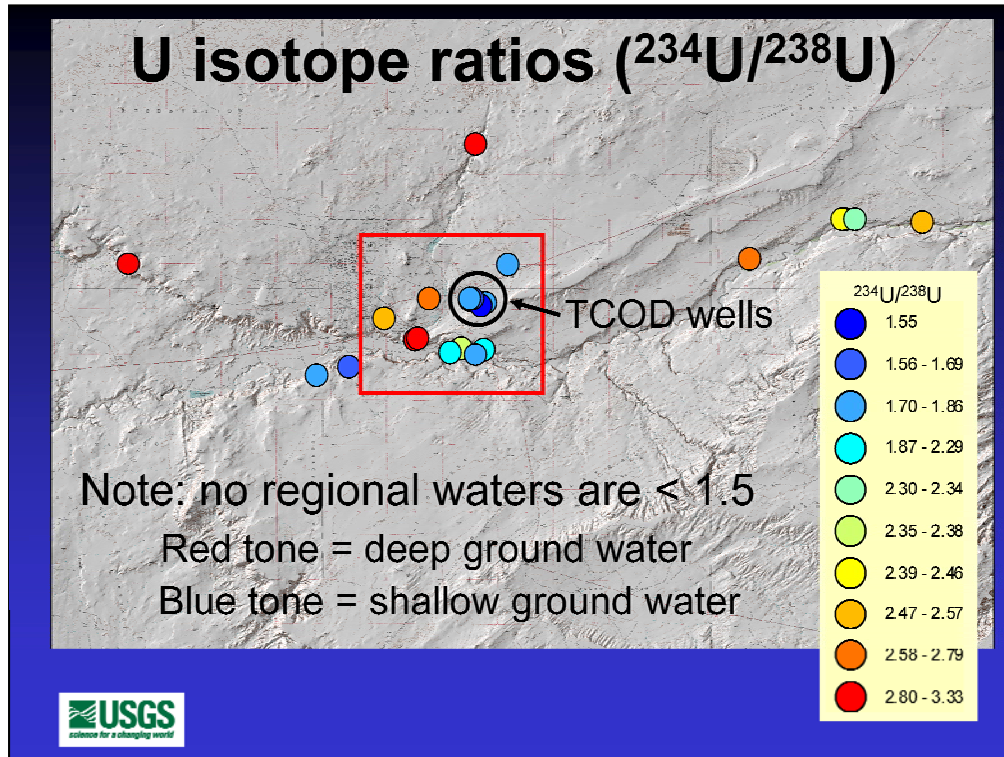 U isotope ratios (²³⁴U/²³⁸U)
TCOD wells
²³⁴U/²³⁸U
1.55
1.56 - 1.69
1.70 - 1.86
1.87 - 2.29
2.30 - 2.34
2.35 - 2.38
2.39 - 2.46
2.47 - 2.57
2.58 - 2.79
2.80 - 3.33
Note: no regional waters are < 1.5
Red tone = deep ground water
Blue tone = shallow ground water
USGS
science for a changing world